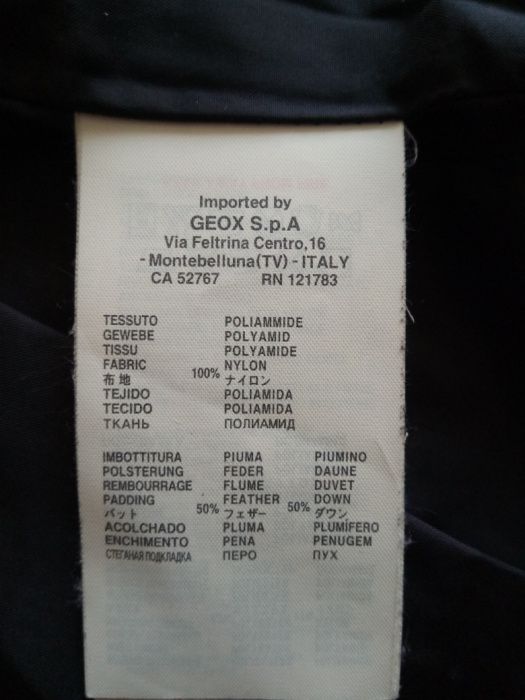 Imported by
GEOX S.p.A
Via Feltrina Centro,16
- Montebelluna(TV) - ITALY
CA 52767 RN 121783
TESSUTO POLIAMMIDE
GEWEBE POLYAMID
TISSU POLYAMIDE
FABRIC NYLON
布地 100% ナイロン
TEJIDO POLIAMIDA
TECIDO POLIAMIDA
ТКАНЬ ПОЛИАМИД
IMBOTTITURA PIUMA PIUMINO
POLSTERUNG FEDER DAUNE
REMBOURRAGE FLUME DUVET
PADDING FEATHER DOWN
パット 50% フェザー 50% ダウン
ACOLCHADO PLUMA PLUMÍFERO
ENCHIMENTO PENA PENUGEM
СТЕГАНАЯ ПОДКЛАДКА ПЕРО ПУХ